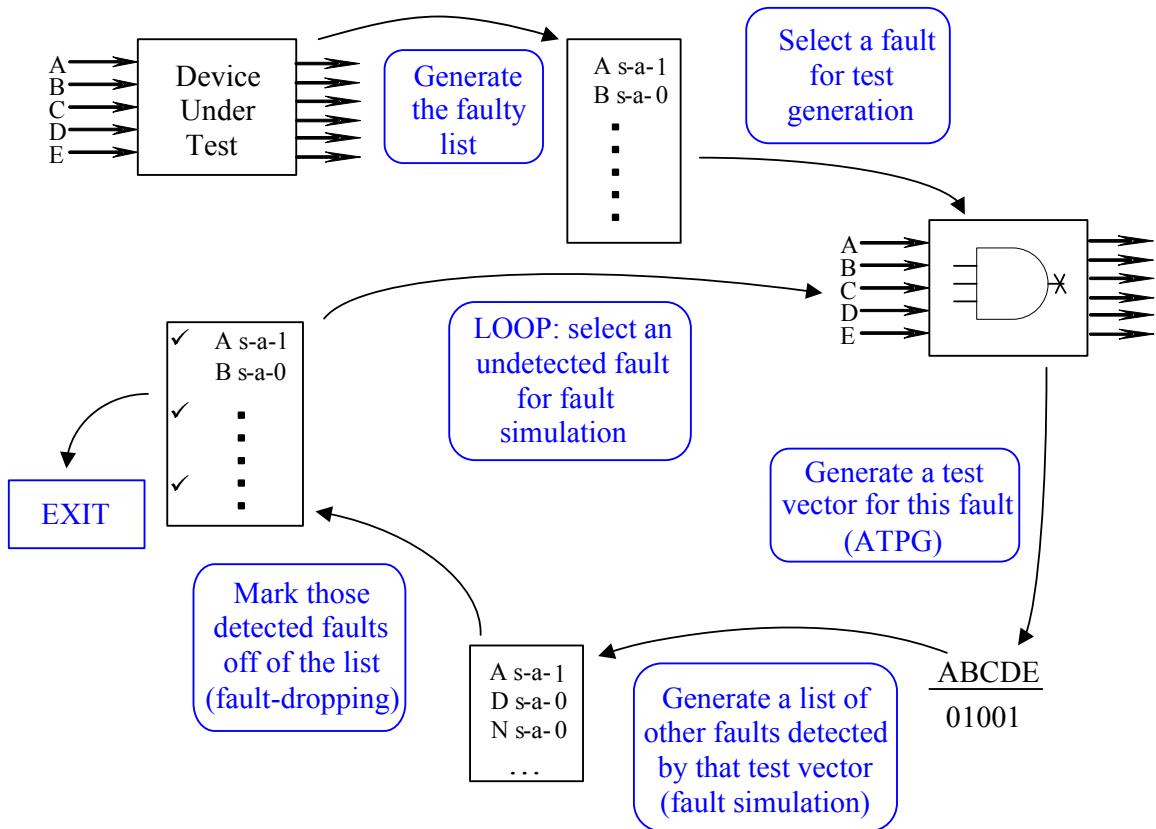 A
B
C
D
E
Device
Under
Test
Generate
the faulty
list
A s-a-1
B s-a-0
Select a fault
for test
generation
A
B
C
D
E
LOOP: select an
undetected fault
for fault
simulation
✓ A s-a-1
B s-a-0
✓
✓
EXIT
Generate a test
vector for this fault
(ATPG)
Mark those
detected faults
off of the list
(fault-dropping)
A s-a-1
D s-a-0
N s-a-0
...
Generate a list of
other faults detected
by that test vector
(fault simulation)
ABCDE
01001